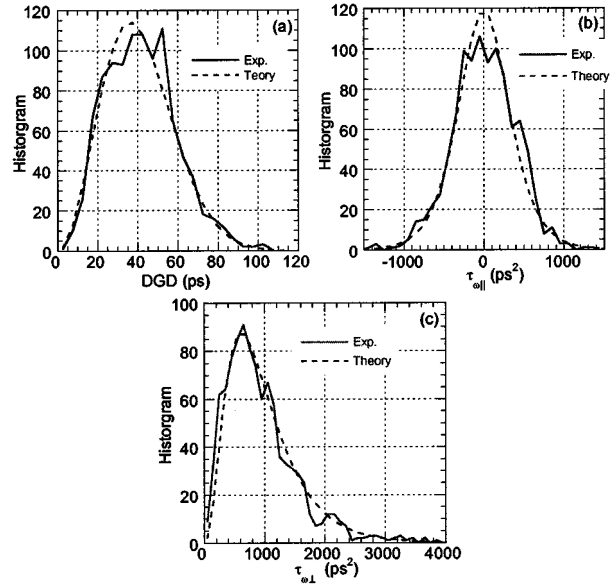 120
100
80
60
40
20
0
0 20 40 60 80 100 120
Historgram
DGD (ps)
(a)
Exp.
Teory
120
100
80
60
40
20
0
-1000 0 1000
Historgram
τω|| (ps²)
(b)
Exp.
Theory
100
80
60
40
20
0
0 1000 2000 3000 4000
Historgram
τω⊥ (ps²)
(c)
Exp.
Theory